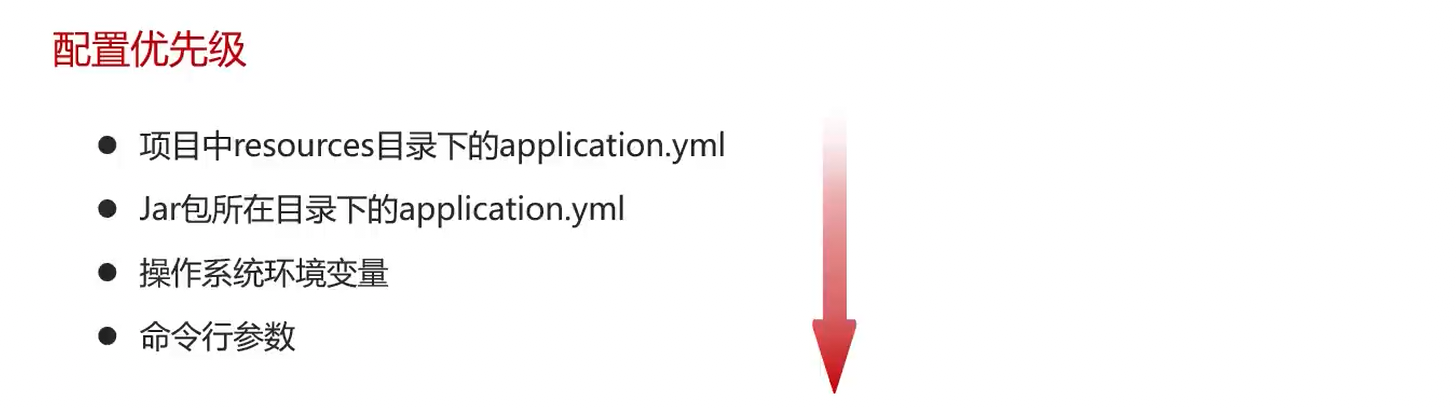 配置优先级
项目中resources目录下的application.yml
Jar包所在目录下的application.yml
操作系统环境变量
命令行参数